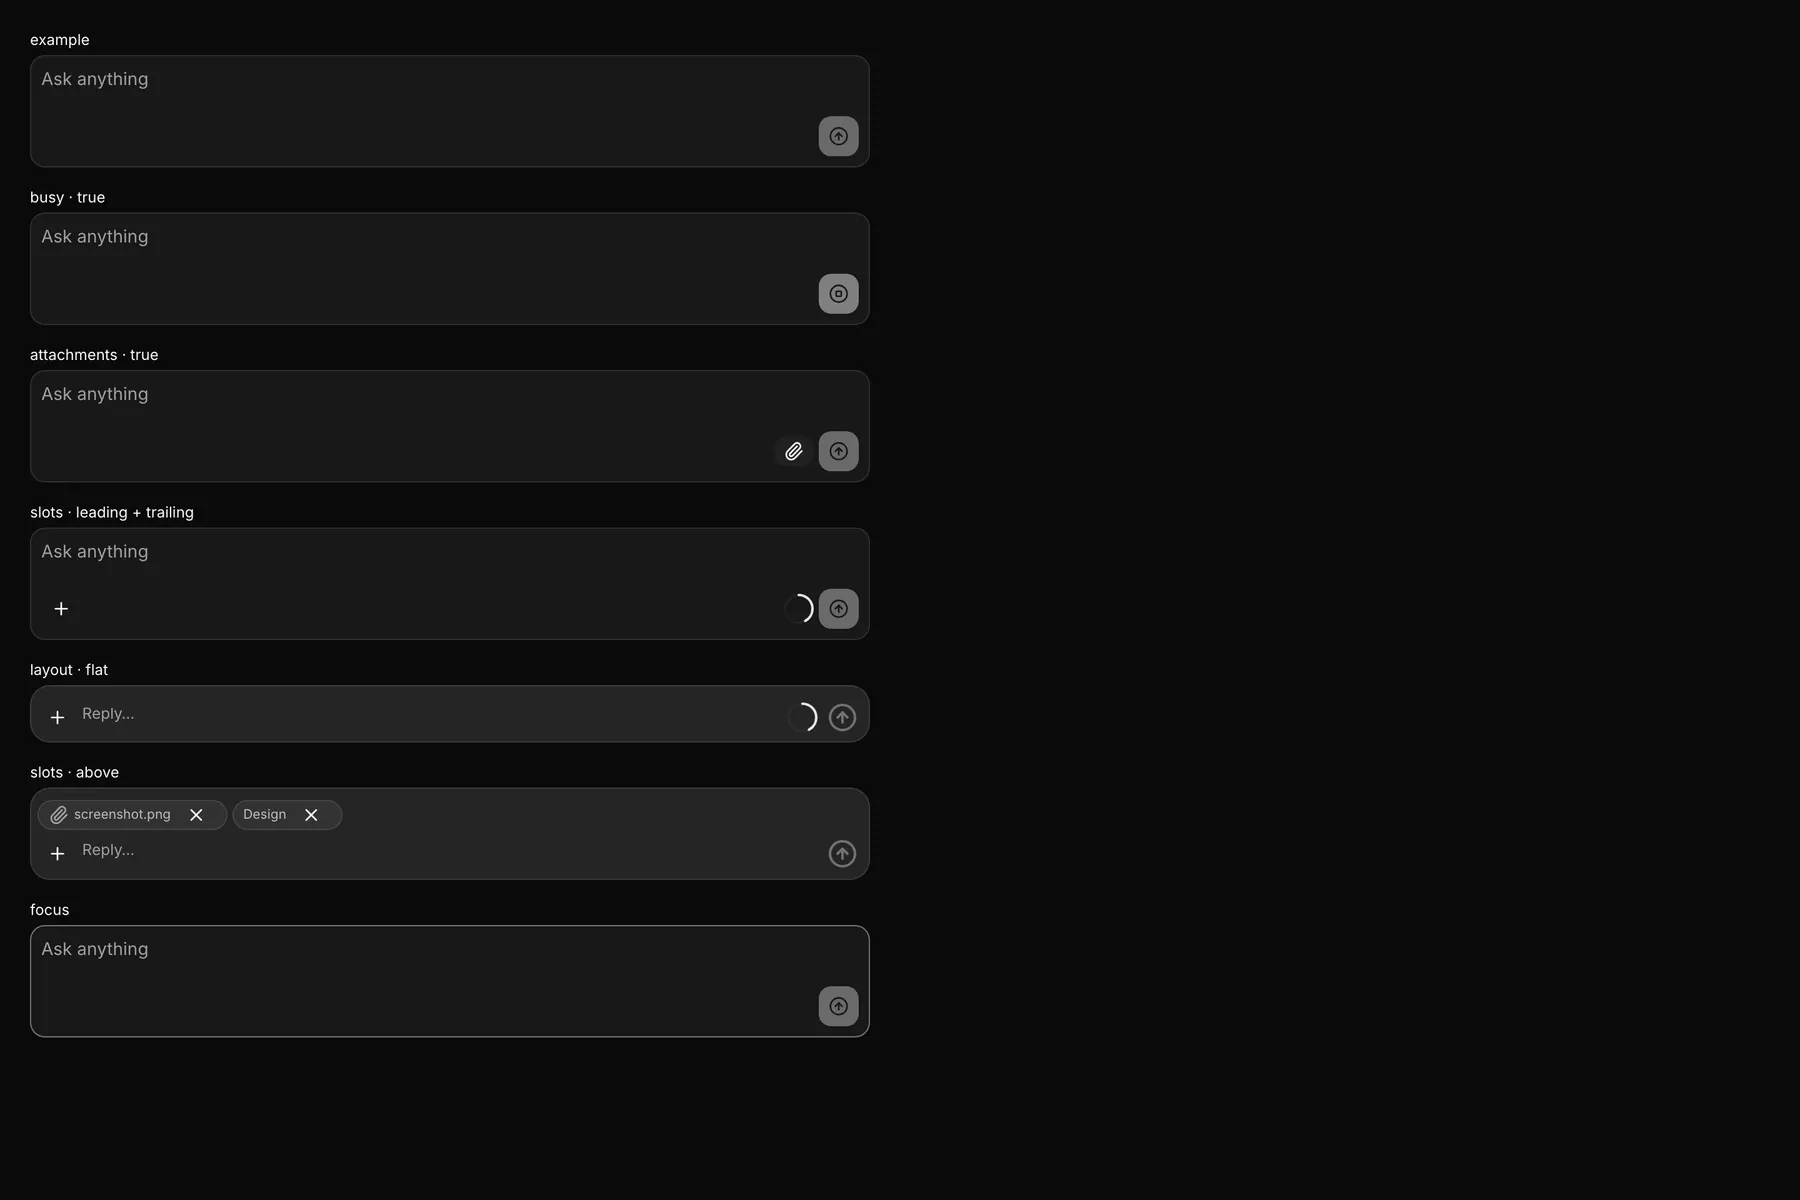 example
Ask anything
busy · true
Ask anything
attachments · true
Ask anything
slots · leading + trailing
Ask anything
layout · flat
Reply...
slots · above
screenshot.png Design
Reply...
focus
Ask anything